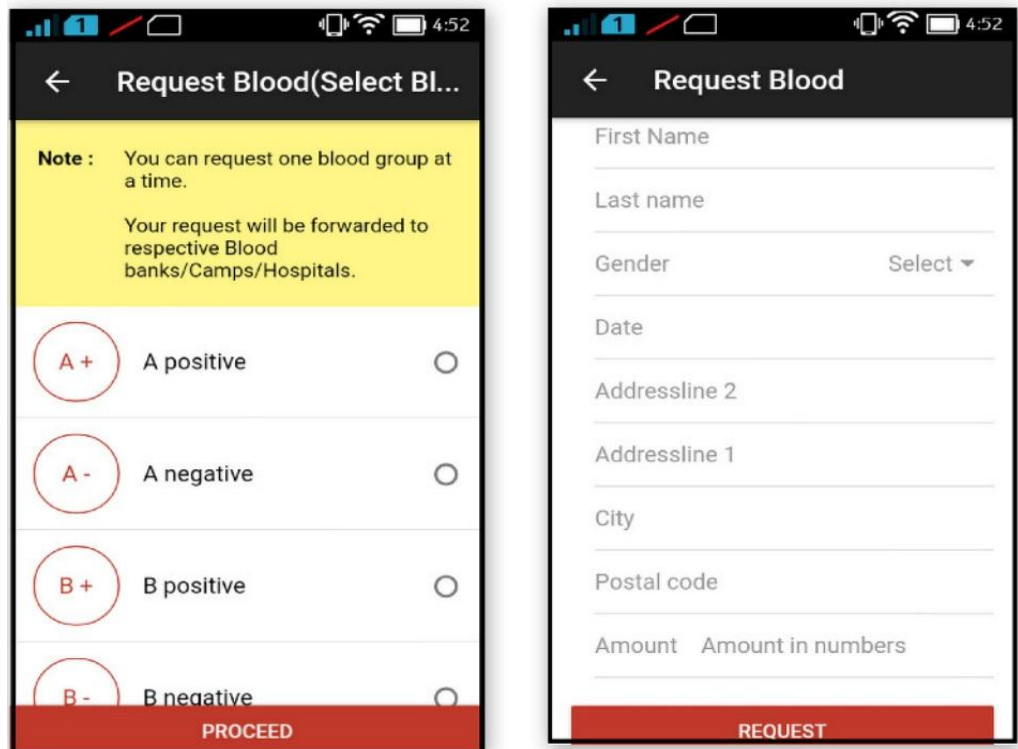 1 4:52
Request Blood(Select Bl...
Note : You can request one blood group at
a time.
Your request will be forwarded to
respective Blood
banks/Camps/Hospitals.
A + A positive
A - A negative
B + B positive
B - B negative
PROCEED
1 4:52
Request Blood
First Name
Last name
Gender Select
Date
Addressline 2
Addressline 1
City
Postal code
Amount Amount in numbers
REQUEST